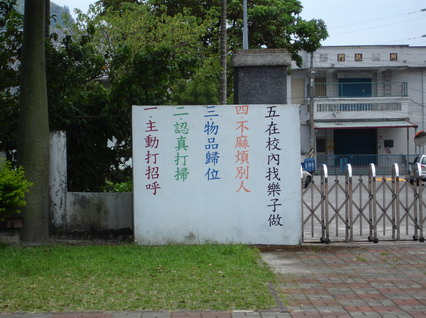 一主動打招呼
二認真打掃
三物品歸位
四不麻煩別人
五在校內找樂子做